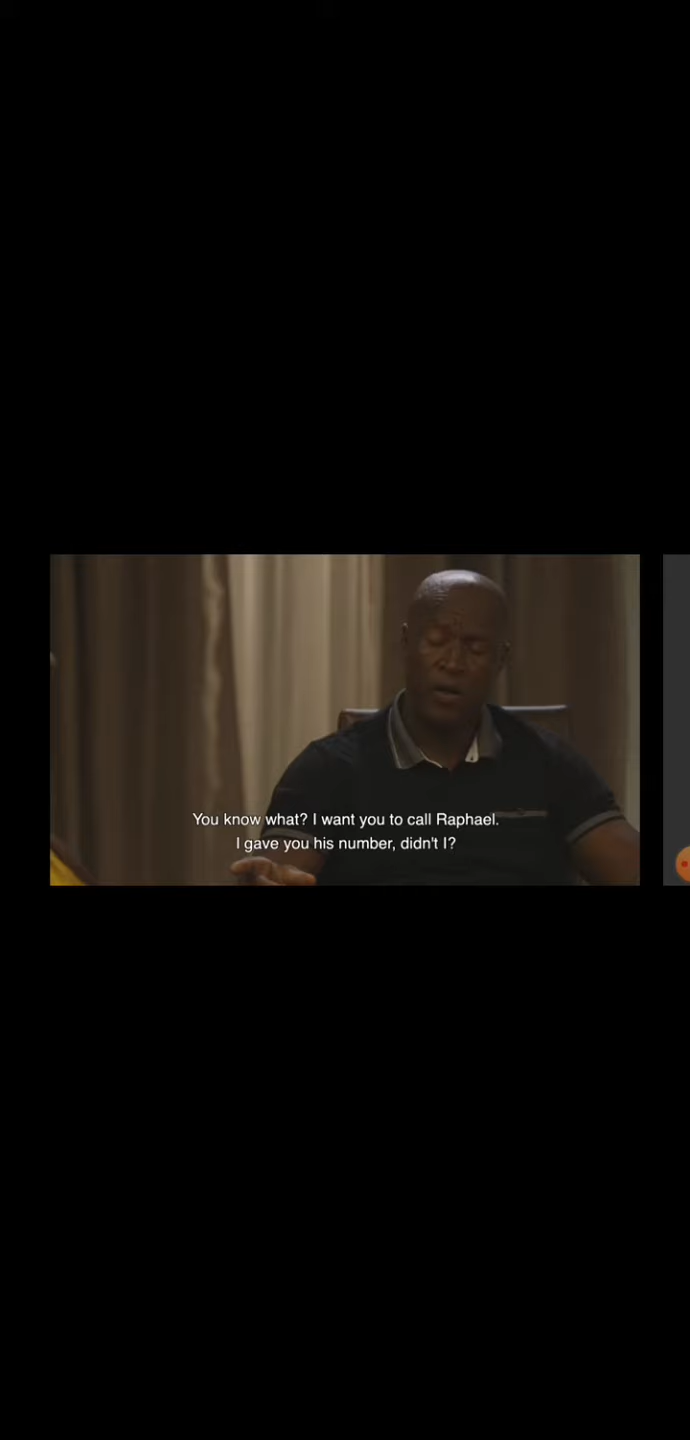 You know what? I want you to call Raphael.
I gave you his number, didn't I?